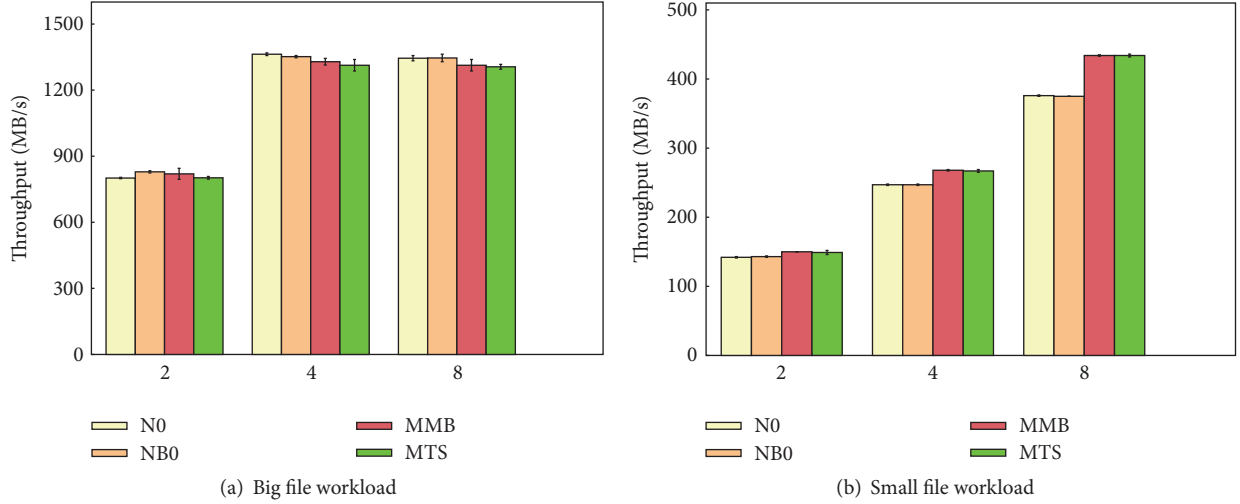 Throughput (MB/s)
1500
1200
900
600
300
0
2 4 8
N0 MMB
NB0 MTS
(a) Big file workload
Throughput (MB/s)
500
400
300
200
100
0
2 4 8
N0 MMB
NB0 MTS
(b) Small file workload